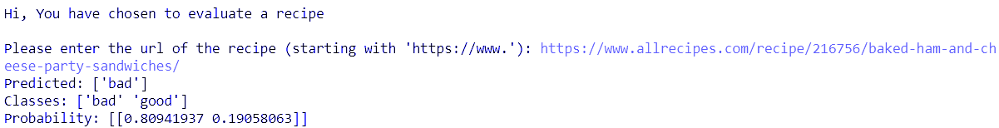 Hi, You have chosen to evaluate a recipe
Please enter the url of the recipe (starting with 'https://www.'): https://www.allrecipes.com/recipe/216756/baked-ham-and-ch
eese-party-sandwiches/
Predicted: ['bad']
Classes: ['bad' 'good']
Probability: [[0.80941937 0.19058063]]